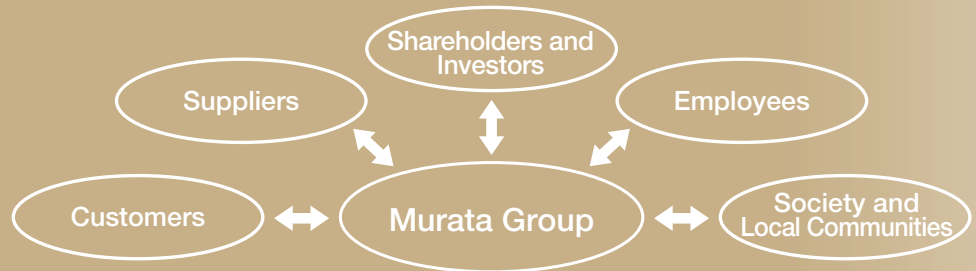 Shareholders and
Investors
Suppliers
Employees
Customers
Murata Group
Society and
Local Communities